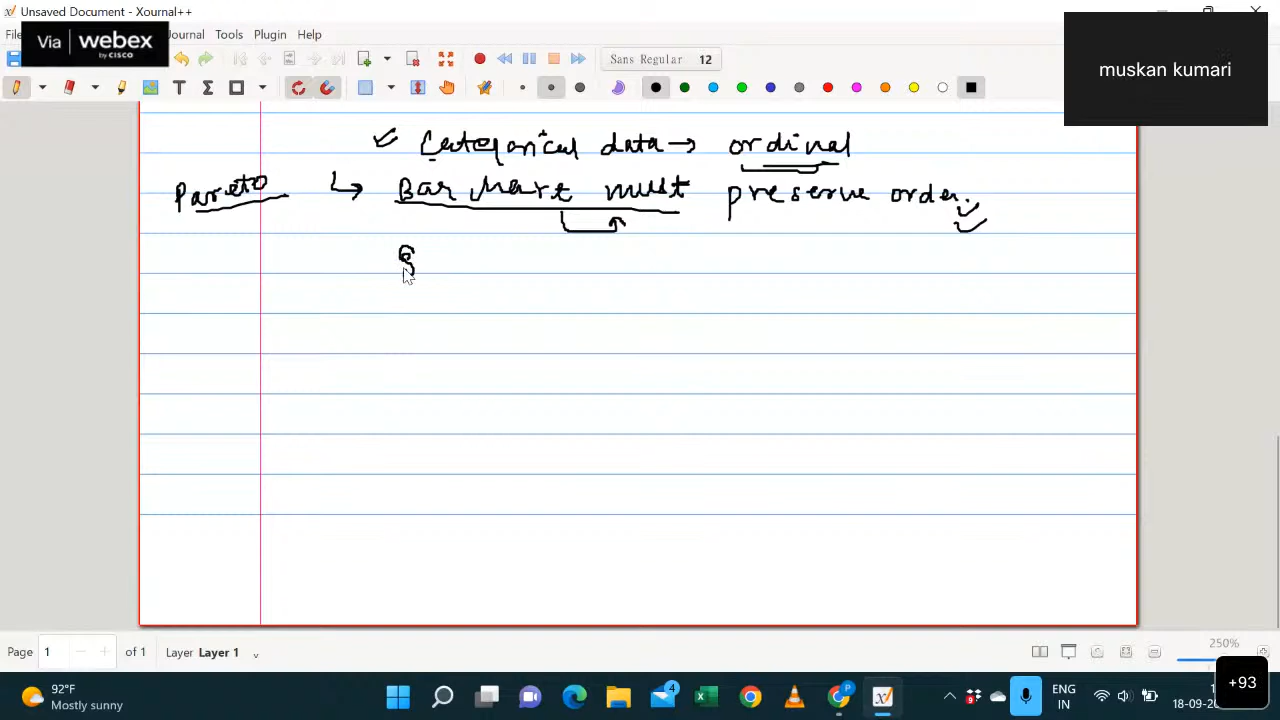 Unsaved Document - Xournal++
Via webex by CISCO
Journal Tools Plugin Help
Sans Regular 12
muskan kumari
Categorical data → ordinal
Pareto ↳ Bar chart must preserve order.
Page 1 of 1 Layer Layer 1
250%
92°F
Mostly sunny
4
ENG
IN
18-09-20
+93